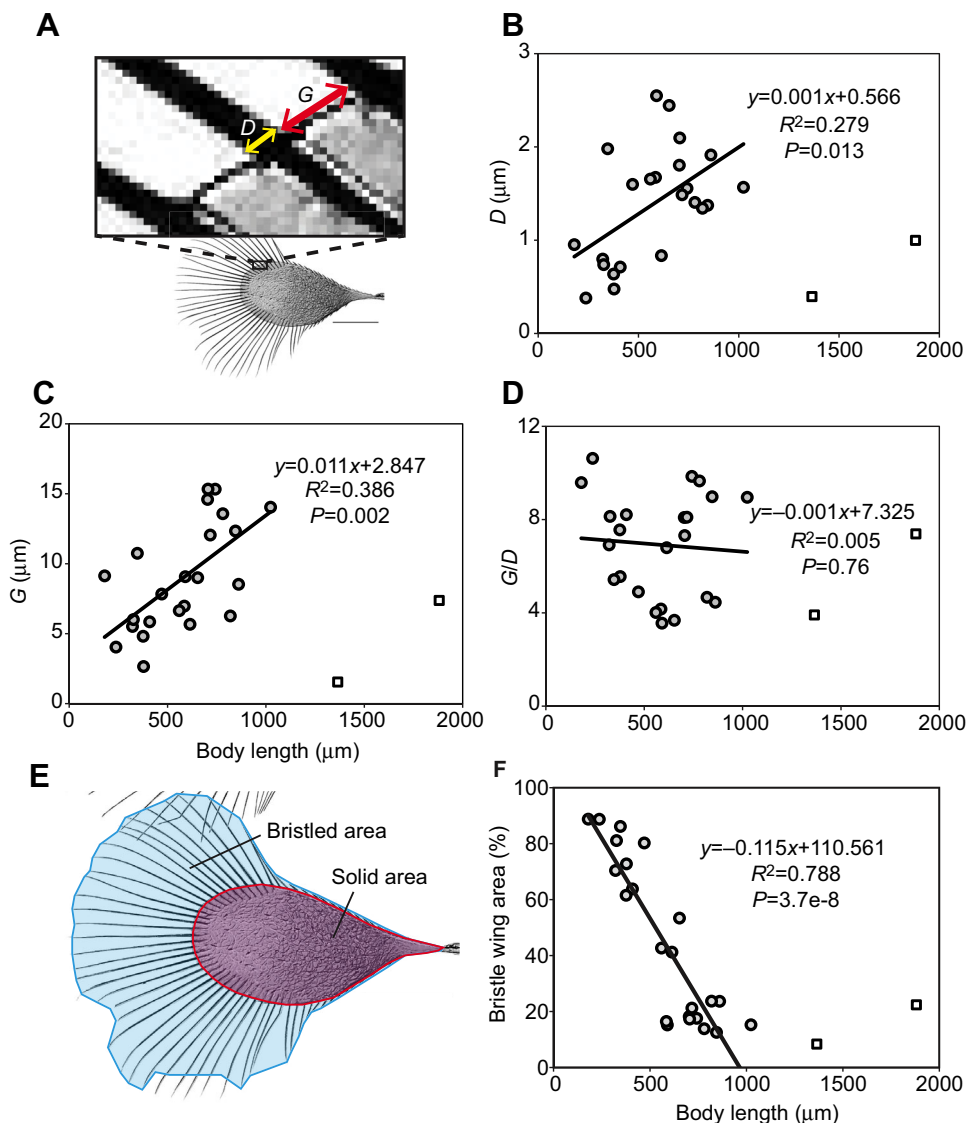 A
G
D
B
3
2
1
0
D (μm)
y=0.001x+0.566
R²=0.279
P=0.013
0 500 1000 1500 2000
C
20
15
10
5
0
G (μm)
y=0.011x+2.847
R²=0.386
P=0.002
0 500 1000 1500 2000
Body length (μm)
D
12
8
4
0
G/D
y=–0.001x+7.325
R²=0.005
P=0.76
0 500 1000 1500 2000
E
Bristled area
Solid area
F
100
80
60
40
20
0
Bristle wing area (%)
y=–0.115x+110.561
R²=0.788
P=3.7e-8
0 500 1000 1500 2000
Body length (μm)